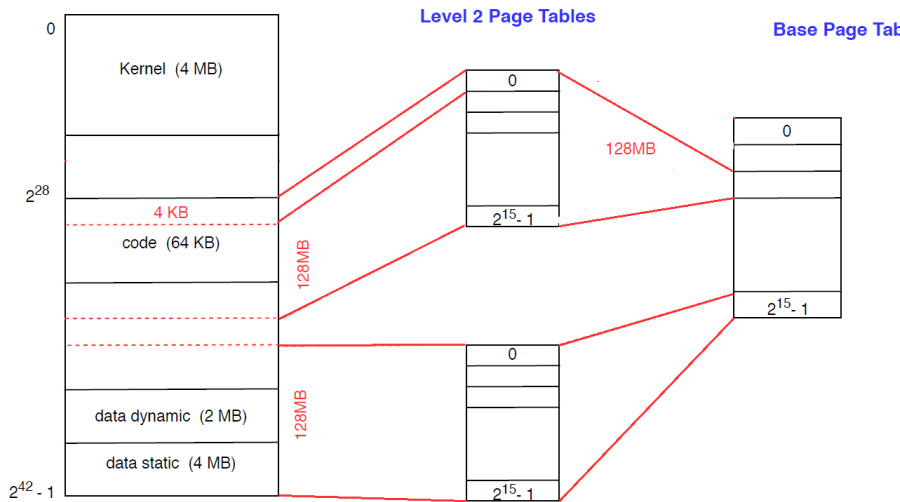 Level 2 Page Tables
Base Page Tab
0
Kernel (4 MB)
2^28
4 KB
code (64 KB)
128MB
data dynamic (2 MB)
128MB
data static (4 MB)
2^42 - 1
0
2^15 - 1
0
2^15 - 1
128MB
0
2^15 - 1